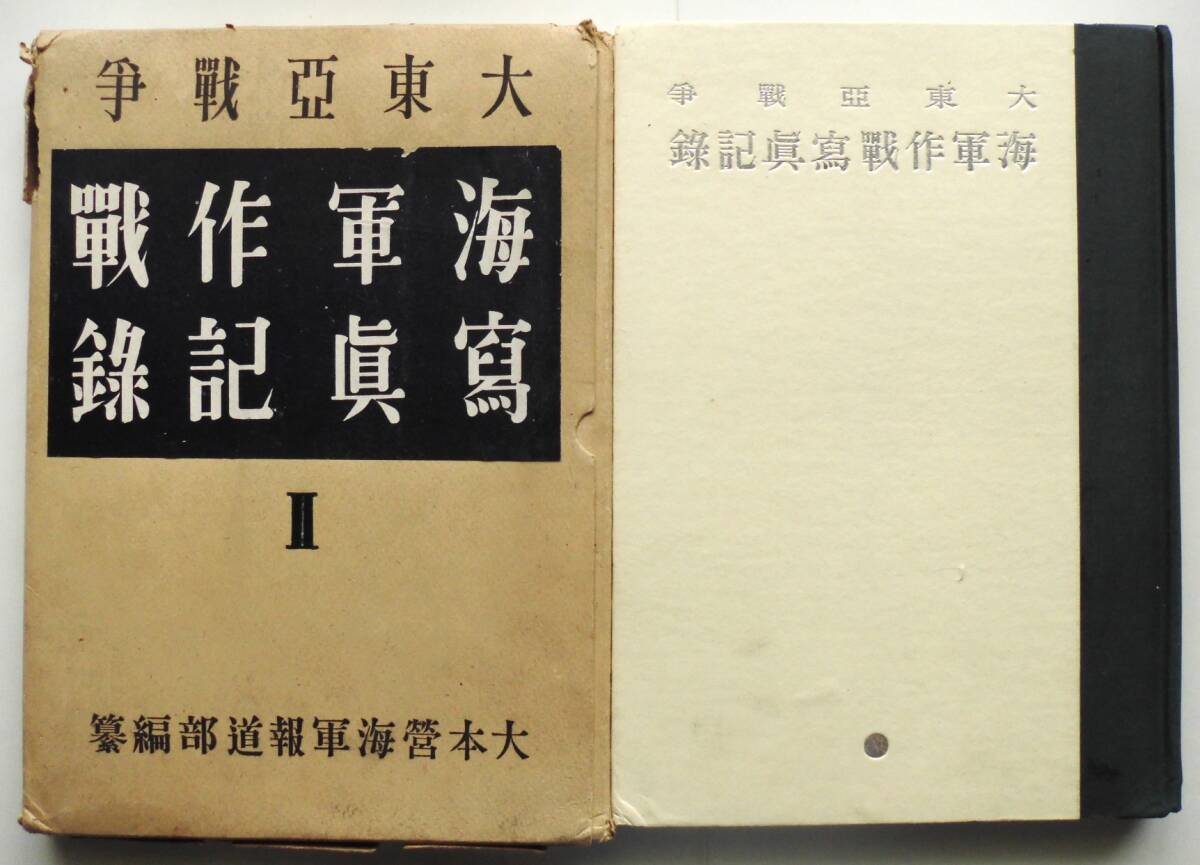 大東亞戰爭
海軍作戰
寫眞記錄
II
大本營海軍報道部編纂
大東亞戰爭
海軍作戰寫眞記錄